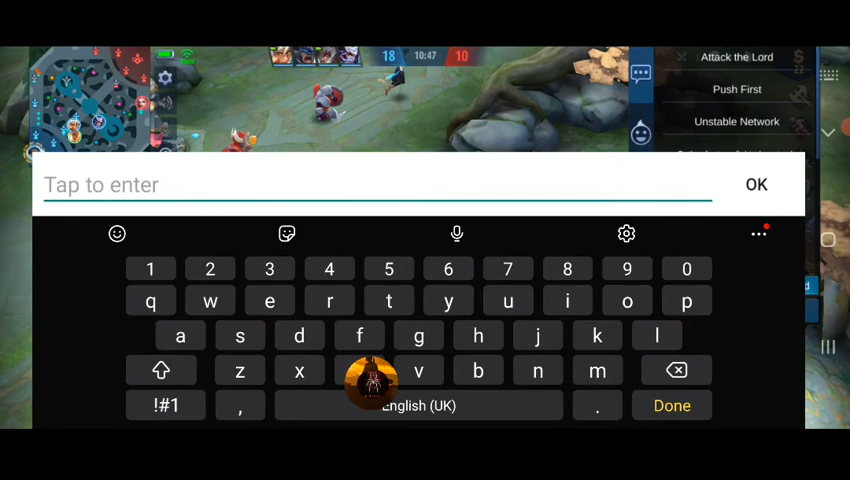 18 10:47 10
Attack the Lord
Push First
Unstable Network
Tap to enter
OK
1 2 3 4 5 6 7 8 9 0
q w e r t y u i o p
a s d f g h j k l
z x v b n m
!#1 , English (UK) . Done